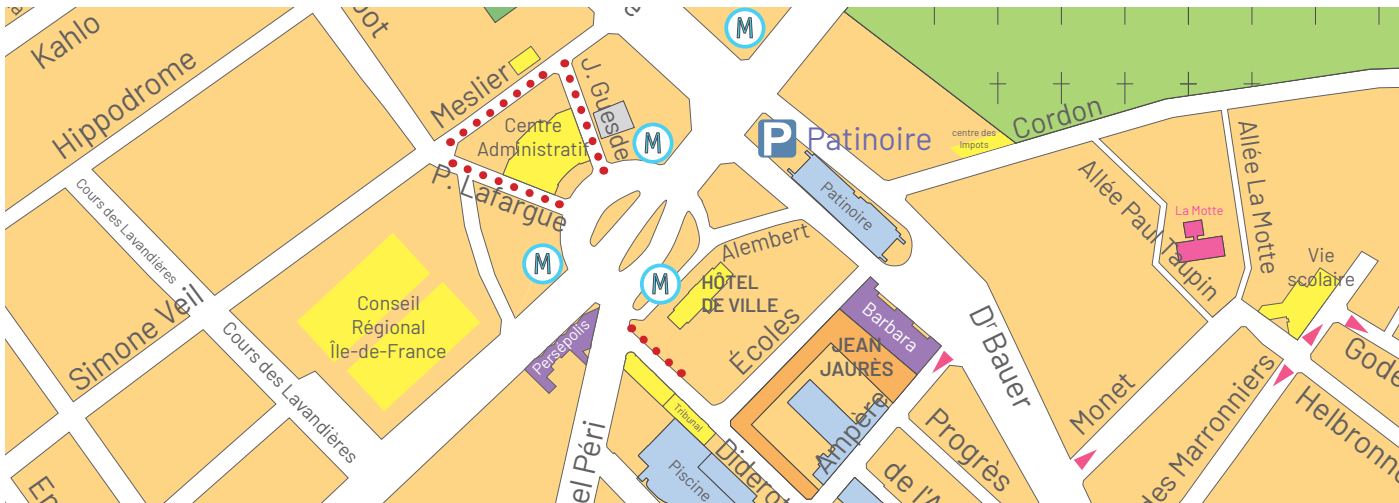 Kahlo
Hippodrome
Meslier
J. Guesde
M
Centre
Administratif
M
P. Lafargue
P
Patinoire
Patinoire
centre des
Impots
Cordon
Allée La Motte
Allée Paul Taupin
La Motte
Vie
scolaire
Cours des Lavandières
Simone Veil
Cours des Lavandières
Conseil
Régional
Île-de-France
M
M
Alembert
HÔTEL
DE VILLE
Écoles
Persépolis
Barbara
JEAN
JAURÈS
Dr Bauer
Tribunal
Piscine
Diderot
Ampère
Progrès
Monet
des Marronniers
Helbronn
Gode
el Péri
de l'A
En
ot